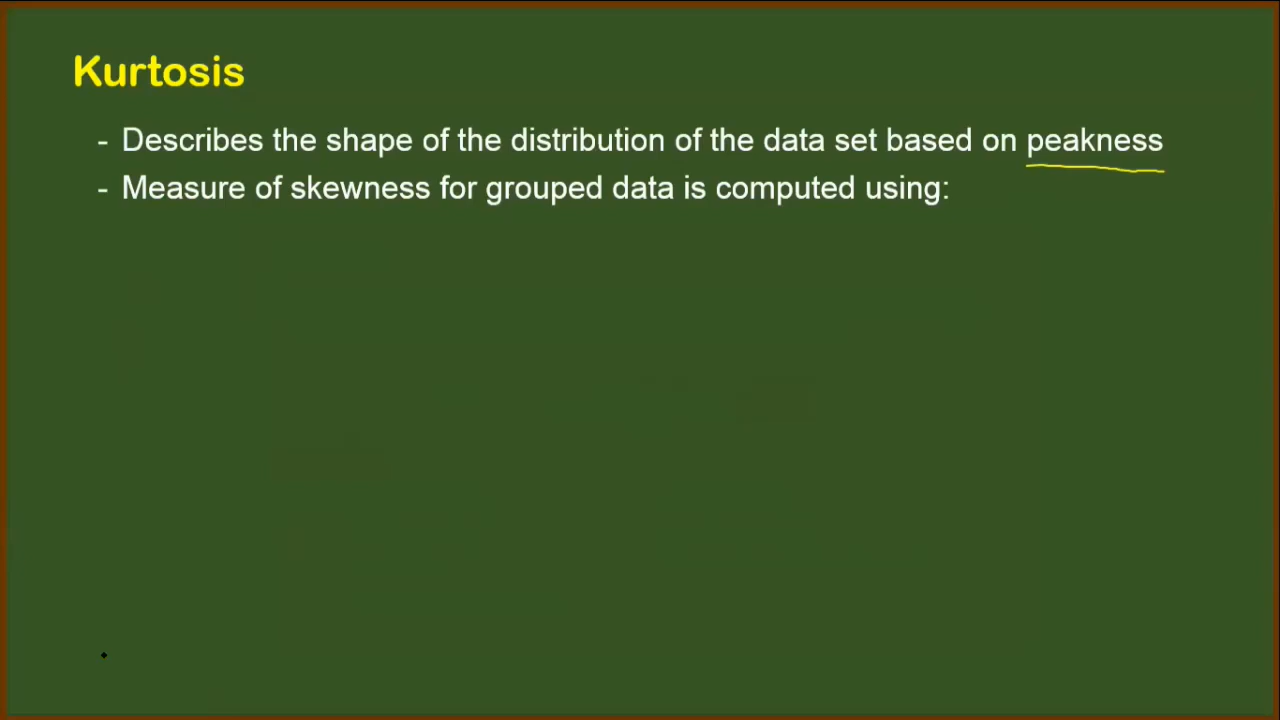 Kurtosis
- Describes the shape of the distribution of the data set based on peakness
- Measure of skewness for grouped data is computed using: